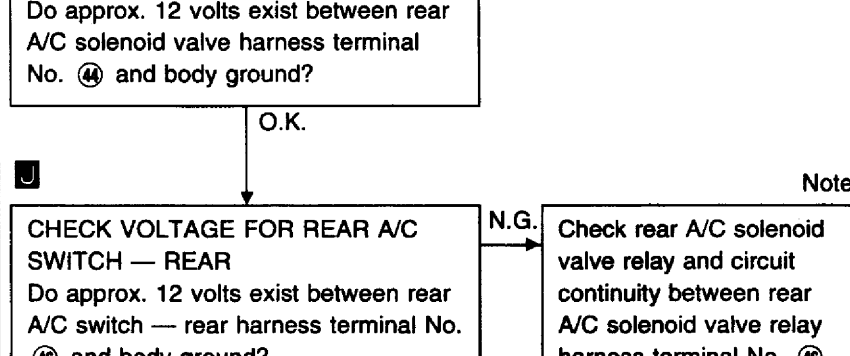 Do approx. 12 volts exist between rear
A/C solenoid valve harness terminal
No. ㊹ and body ground?
O.K.
J
Note
CHECK VOLTAGE FOR REAR A/C
SWITCH — REAR
Do approx. 12 volts exist between rear
A/C switch — rear harness terminal No.
and body ground?
N.G.
Check rear A/C solenoid
valve relay and circuit
continuity between rear
A/C solenoid valve relay
harness terminal No.